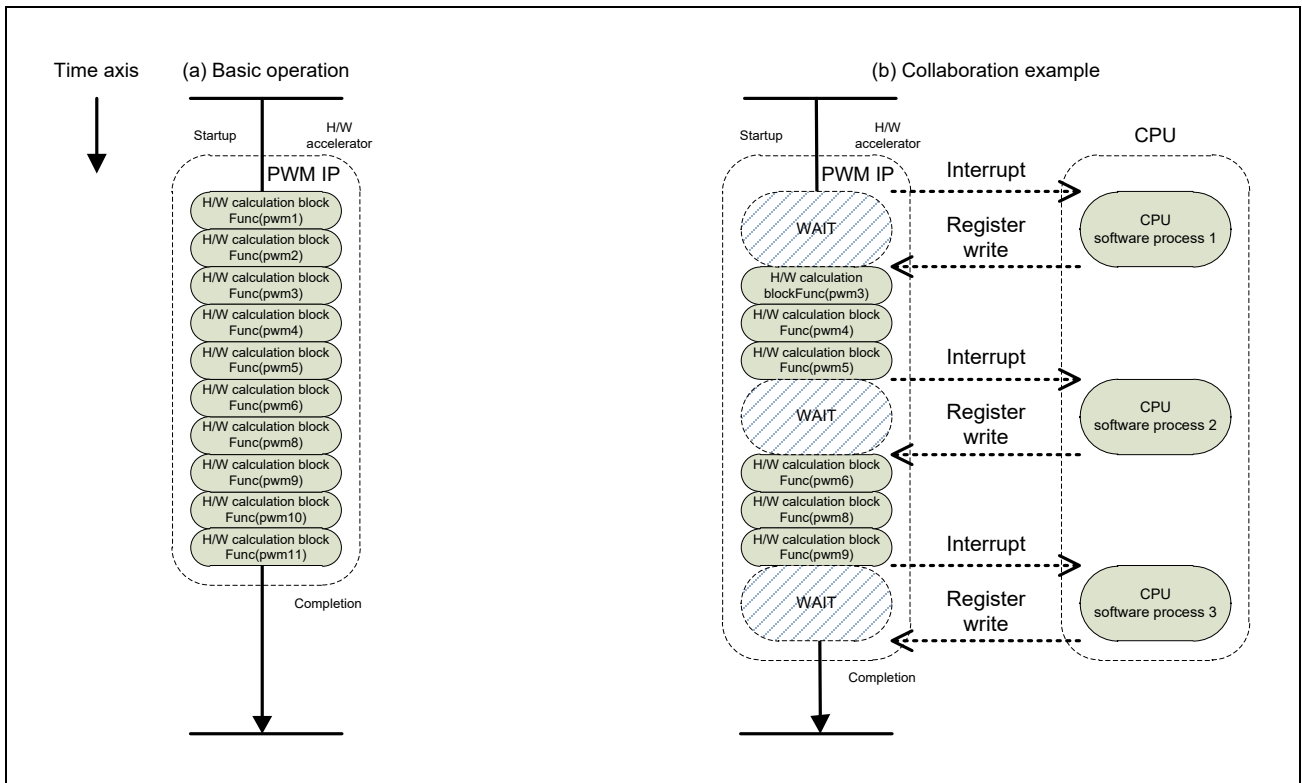 Time axis
(a) Basic operation
Startup
H/W
accelerator
PWM IP
H/W calculation block
Func(pwm1)
H/W calculation block
Func(pwm2)
H/W calculation block
Func(pwm3)
H/W calculation block
Func(pwm4)
H/W calculation block
Func(pwm5)
H/W calculation block
Func(pwm6)
H/W calculation block
Func(pwm8)
H/W calculation block
Func(pwm9)
H/W calculation block
Func(pwm10)
H/W calculation block
Func(pwm11)
Completion
(b) Collaboration example
Startup
H/W
accelerator
PWM IP
WAIT
H/W calculation
blockFunc(pwm3)
H/W calculation block
Func(pwm4)
H/W calculation block
Func(pwm5)
WAIT
H/W calculation block
Func(pwm6)
H/W calculation block
Func(pwm8)
H/W calculation block
Func(pwm9)
WAIT
Completion
Interrupt
Register
write
Interrupt
Register
write
Interrupt
Register
write
CPU
CPU
software process 1
CPU
software process 2
CPU
software process 3